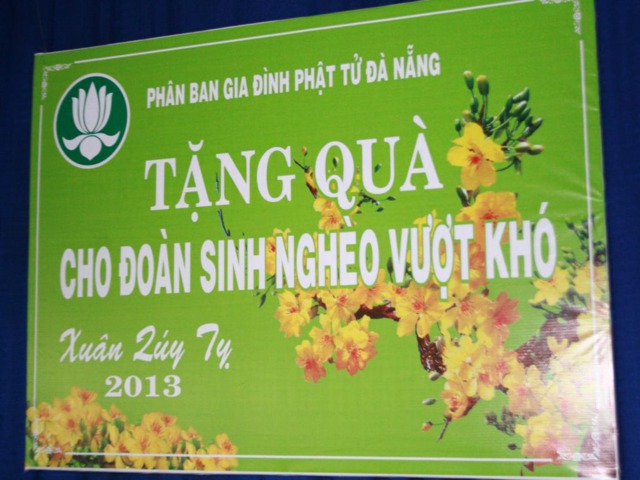 PHÂN BAN GIA ĐÌNH PHẬT TỬ ĐÀ NẴNG
TẶNG QUÀ
CHO ĐOÀN SINH NGHÈO VƯỢT KHÓ
Xuân Qúy Tỵ
2013